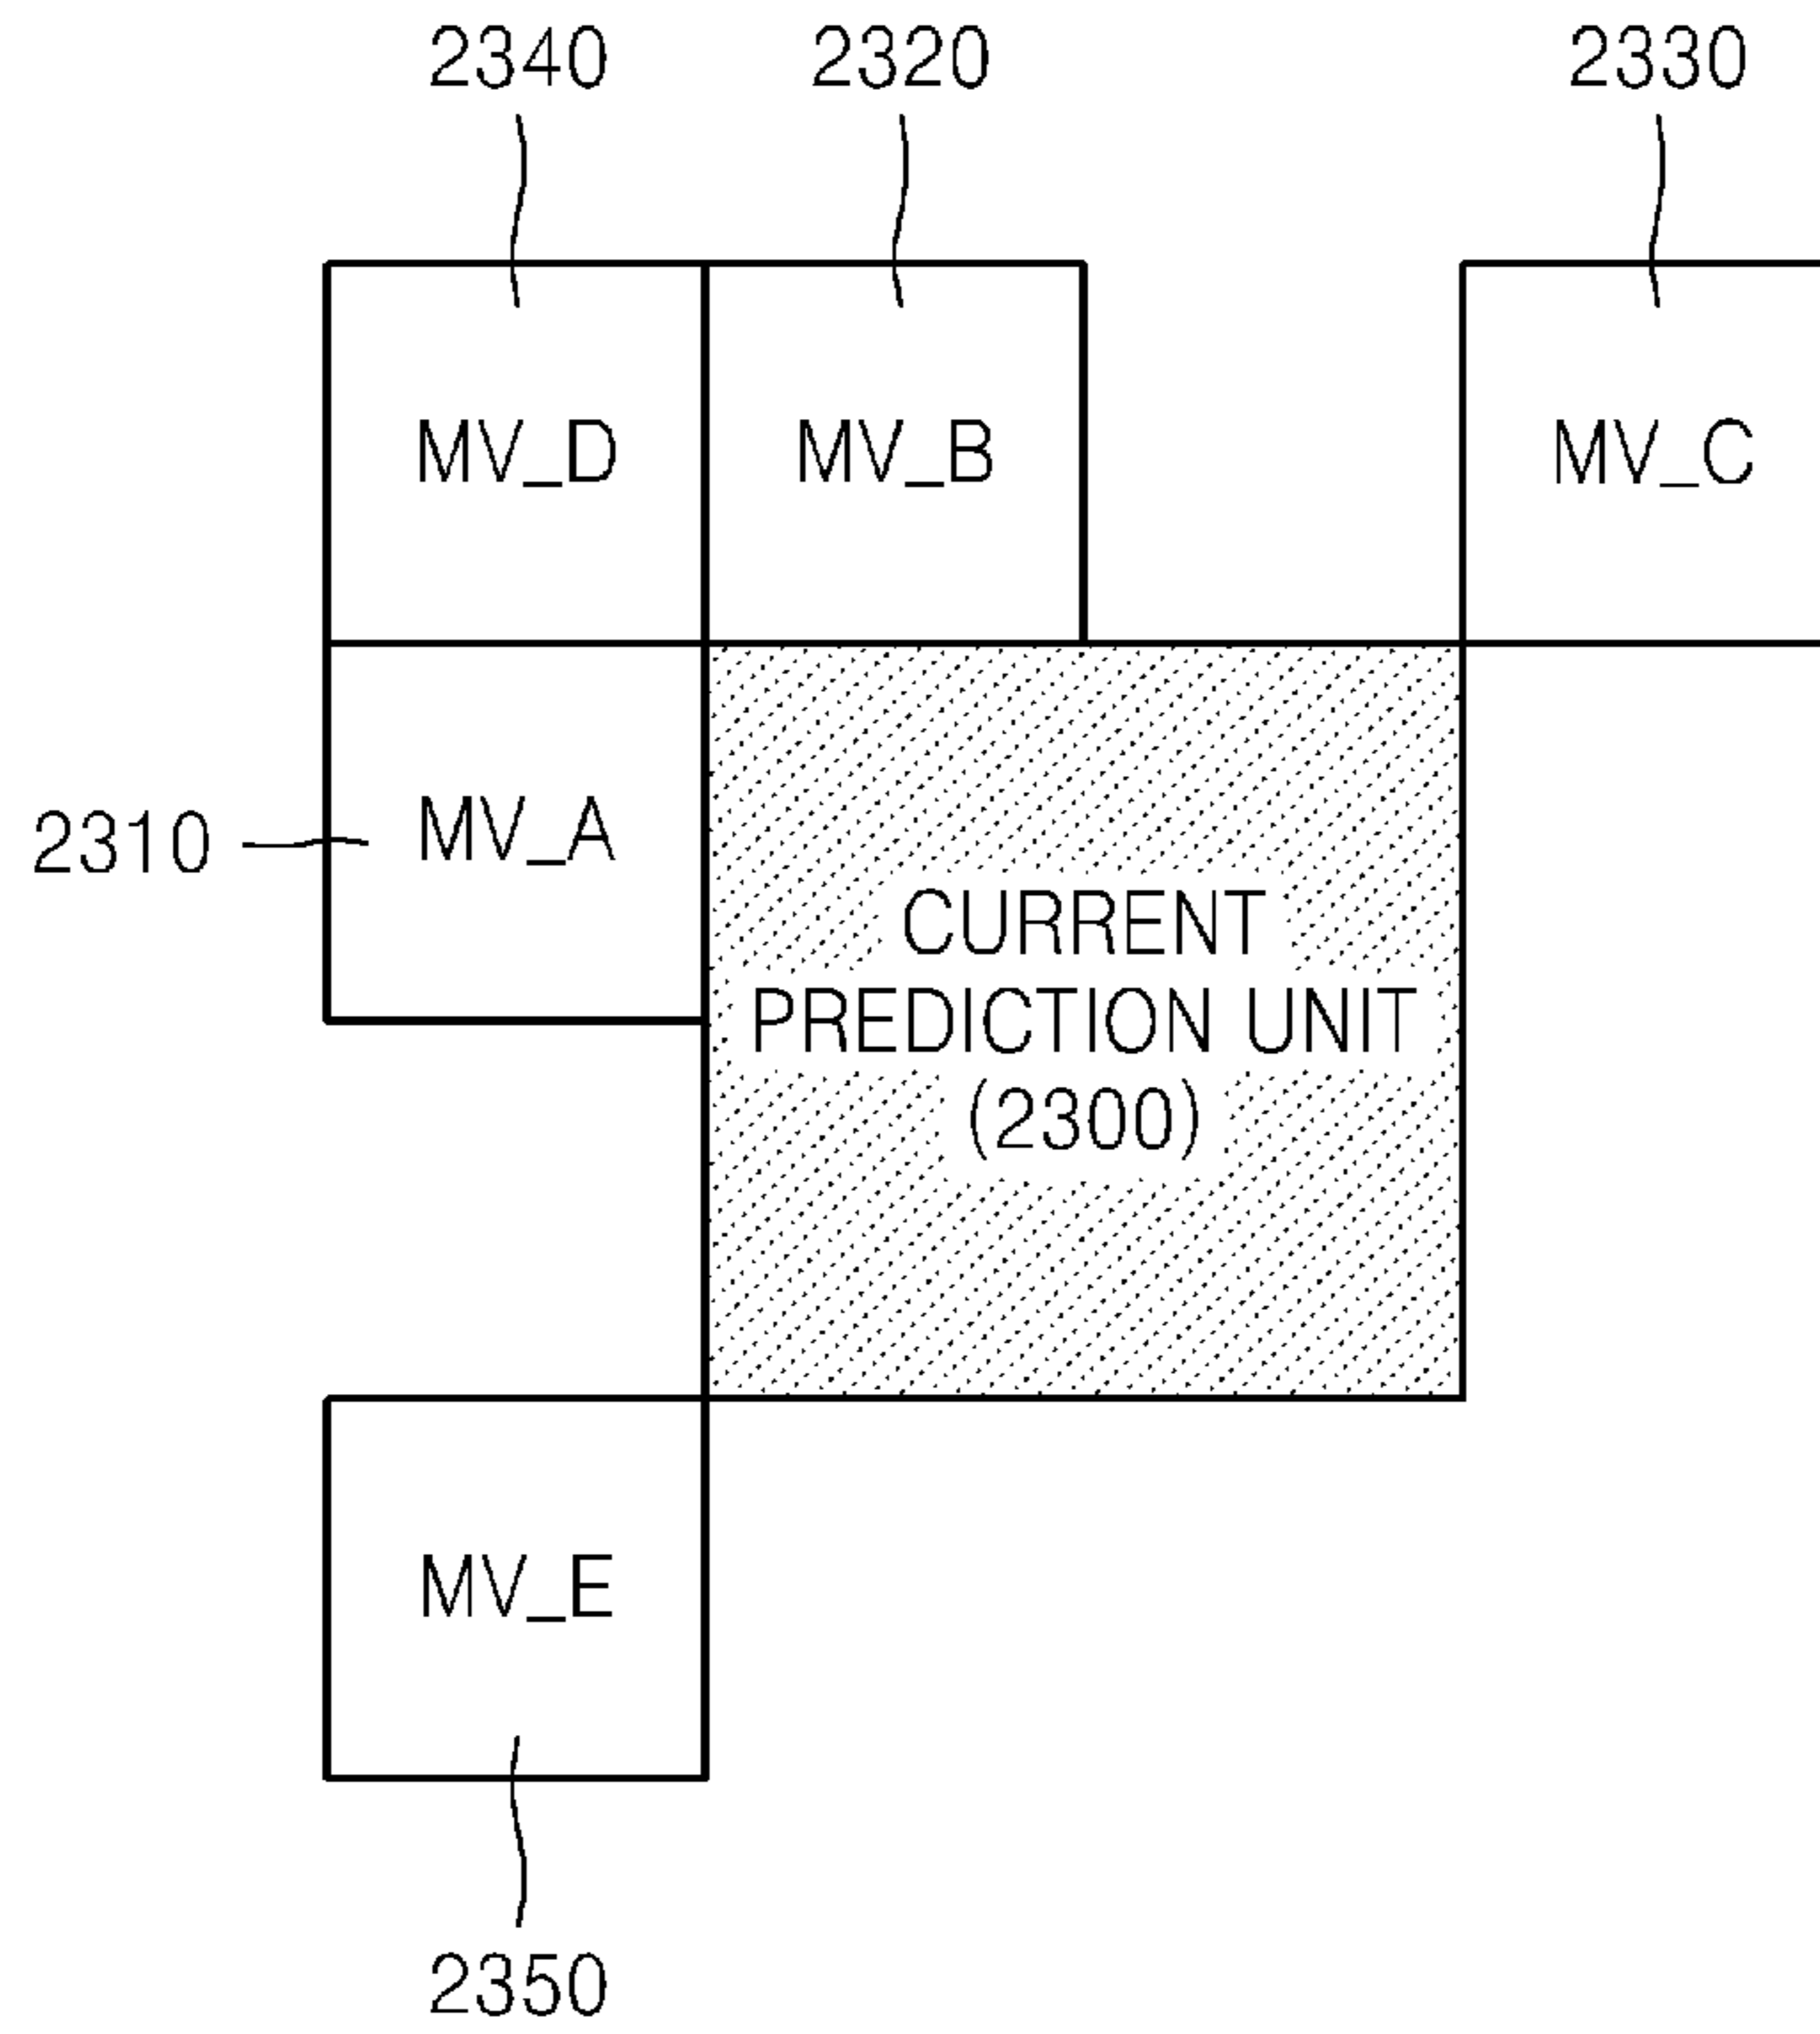 2340 2320 2330
MV_D MV_B MV_C
2310 MV_A
CURRENT
PREDICTION UNIT
(2300)
MV_E
2350